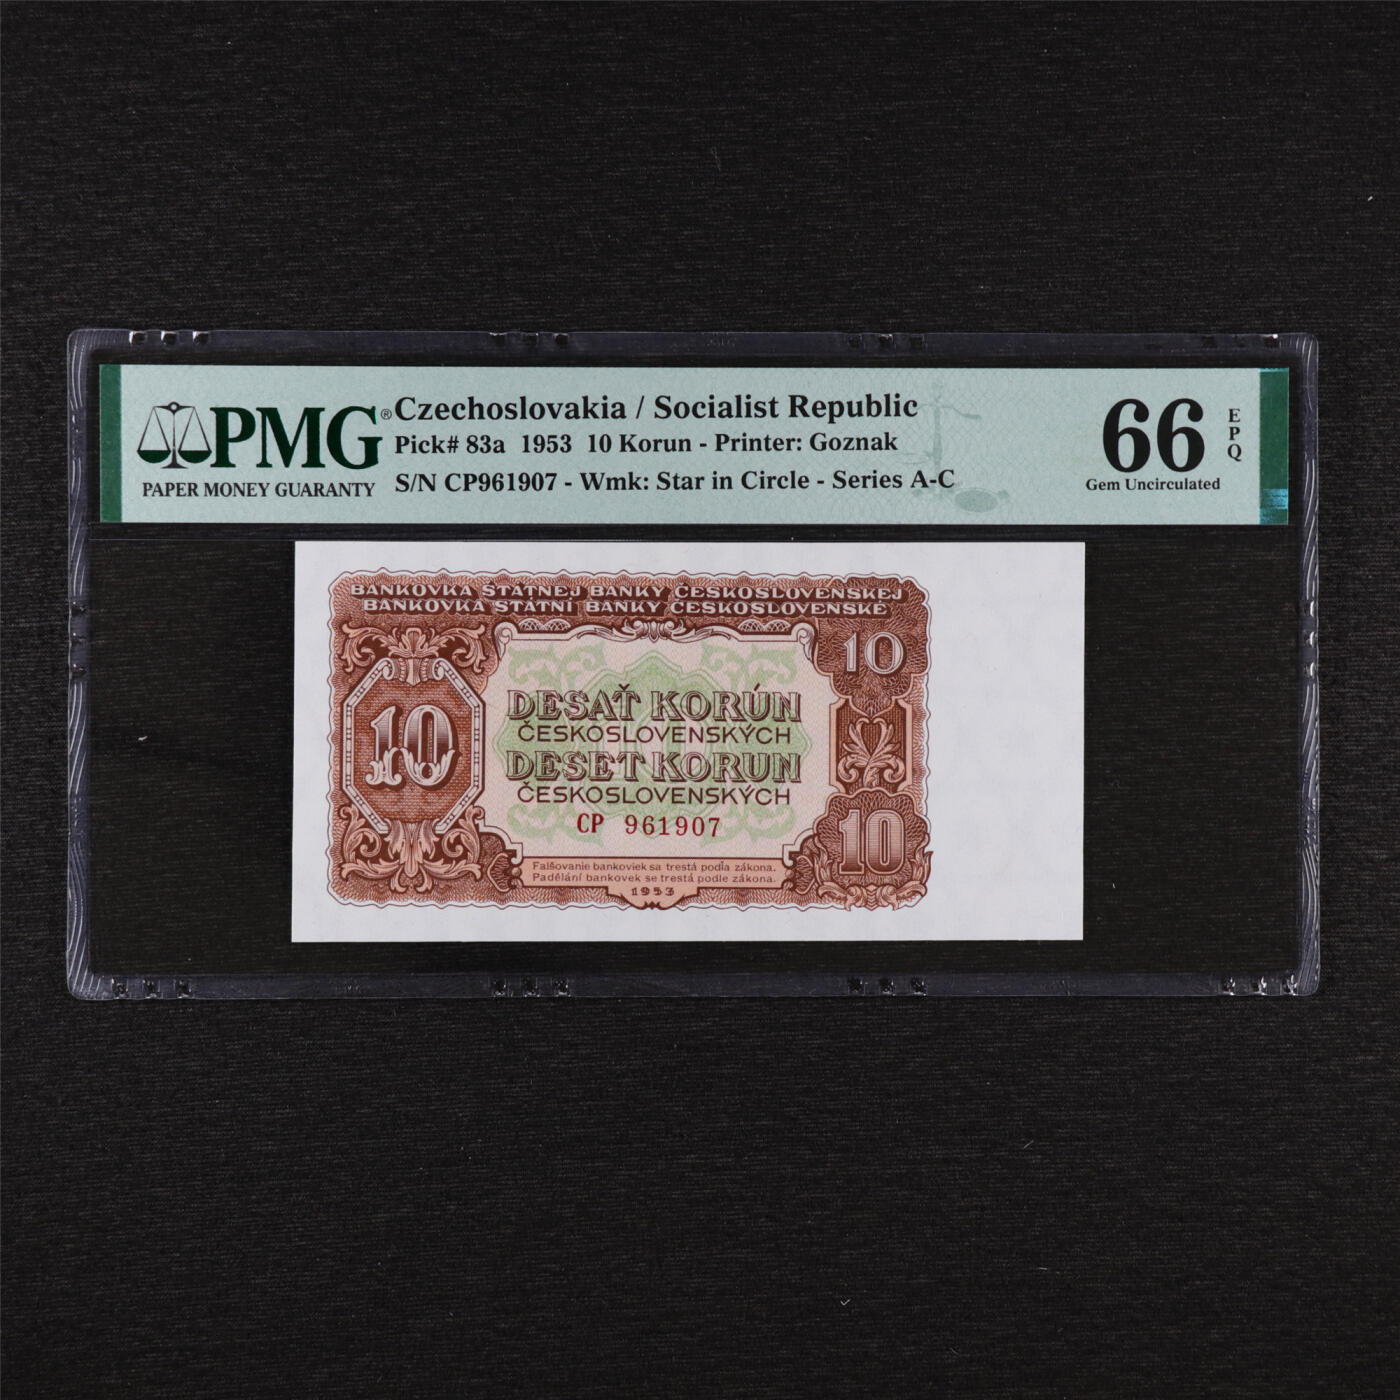 PMG®
PAPER MONEY GUARANTY
Czechoslovakia / Socialist Republic
Pick# 83a 1953 10 Korun - Printer: Goznak
S/N CP961907 - Wmk: Star in Circle - Series A-C
66
EPQ
Gem Uncirculated
BANKOVKA ŠTÁTNEJ BANKY ČESKOSLOVENSKEJ
BANKOVKA STÁTNÍ BANKY ČESKOSLOVENSKÉ
10
10
DESAŤ KORÚN
ČESKOSLOVENSKÝCH
DESET KORUN
ČESKOSLOVENSKÝCH
CP 961907
10
Falšovanie bankoviek sa trestá podľa zákona.
Padělání bankovek se trestá podle zákona.
1953